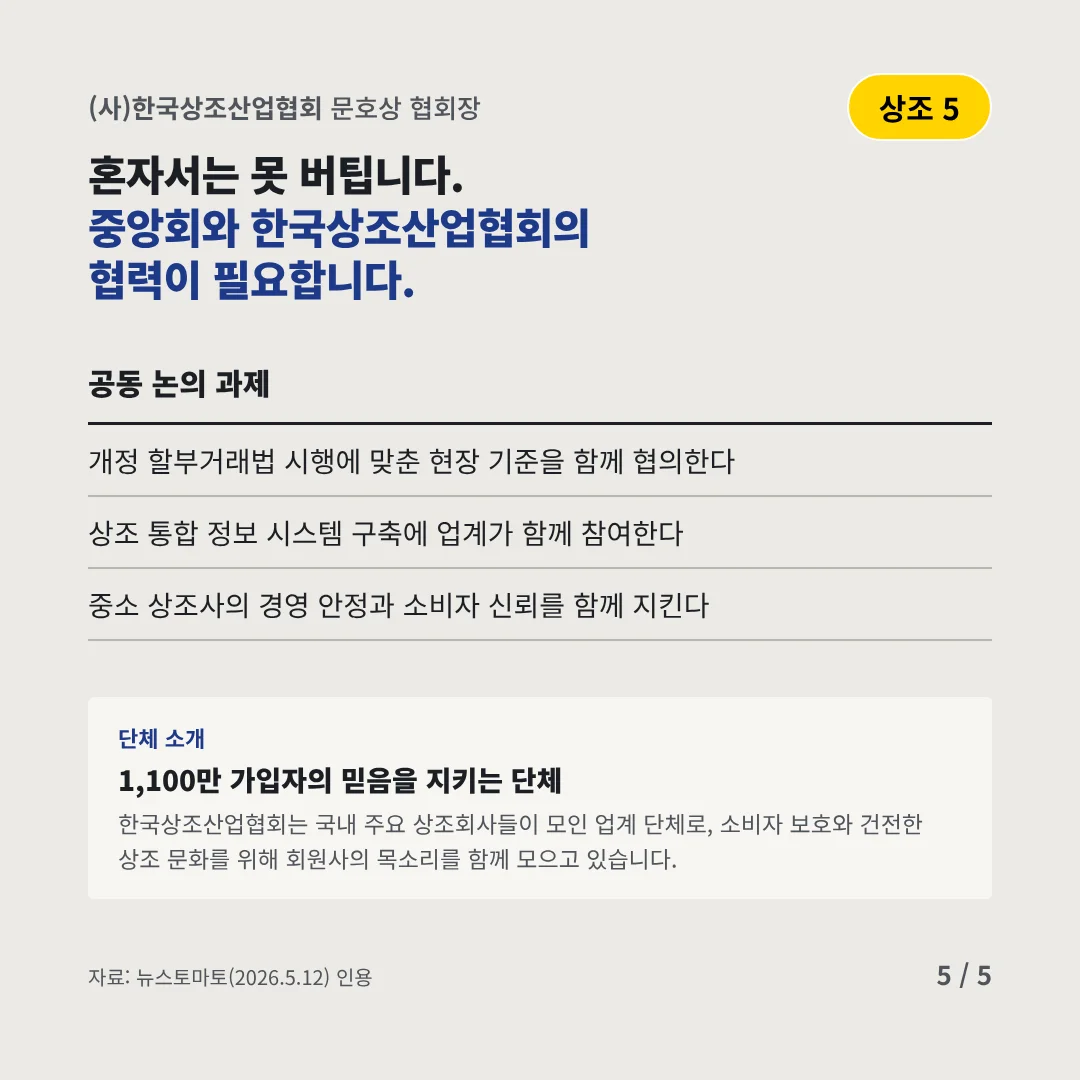 (사)한국상조산업협회 문호상 협회장
상조 5
혼자서는 못 버팁니다.
중앙회와 한국상조산업협회의
협력이 필요합니다.
공동 논의 과제
개정 할부거래법 시행에 맞춘 현장 기준을 함께 협의한다
상조 통합 정보 시스템 구축에 업계가 함께 참여한다
중소 상조사의 경영 안정과 소비자 신뢰를 함께 지킨다
단체 소개
1,100만 가입자의 믿음을 지키는 단체
한국상조산업협회는 국내 주요 상조회사들이 모인 업계 단체로, 소비자 보호와 건전한
상조 문화를 위해 회원사의 목소리를 함께 모으고 있습니다.
자료: 뉴스토마토(2026.5.12) 인용
5 / 5